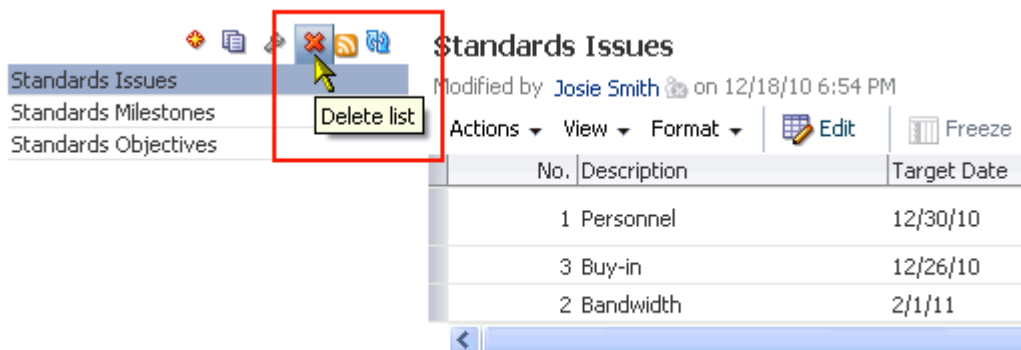 Standards Issues
Standards Milestones
Standards Objectives
Delete list
Standards Issues
Modified by Josie Smith on 12/18/10 6:54 PM
Actions View Format Edit Freeze
No. Description Target Date
1 Personnel 12/30/10
3 Buy-in 12/26/10
2 Bandwidth 2/1/11